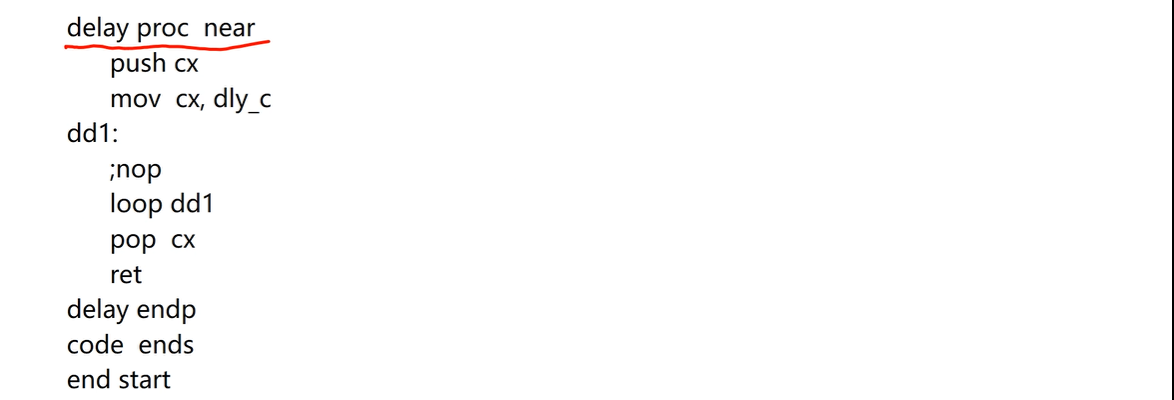 delay proc  near
push cx
mov  cx, dly_c
dd1:
;nop
loop dd1
pop  cx
ret
delay endp
code  ends
end start